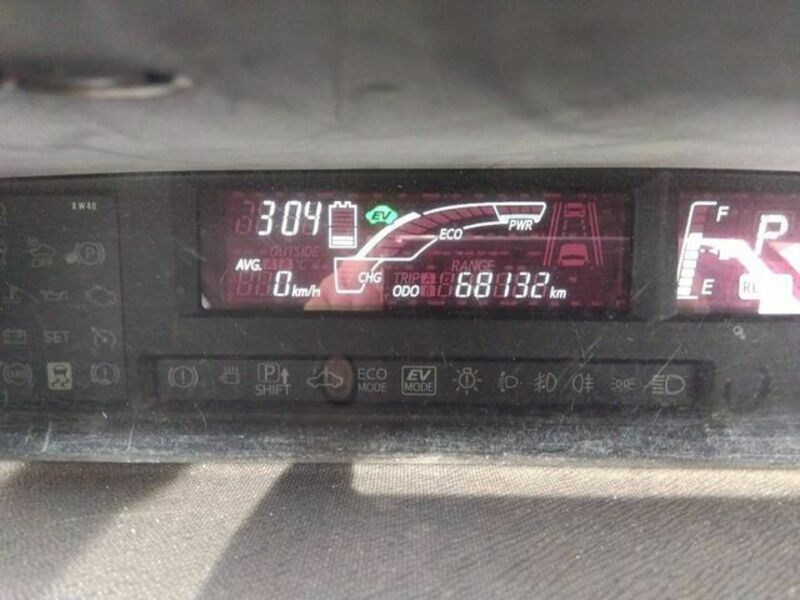 XW40
304
EV
ECO
PWR
OUTSIDE
AVG.
0 km/h
CHG
TRIP A
B
RANGE
ODO 68132 km
F
E
P
SET
P SHIFT
ECO MODE
EV MODE